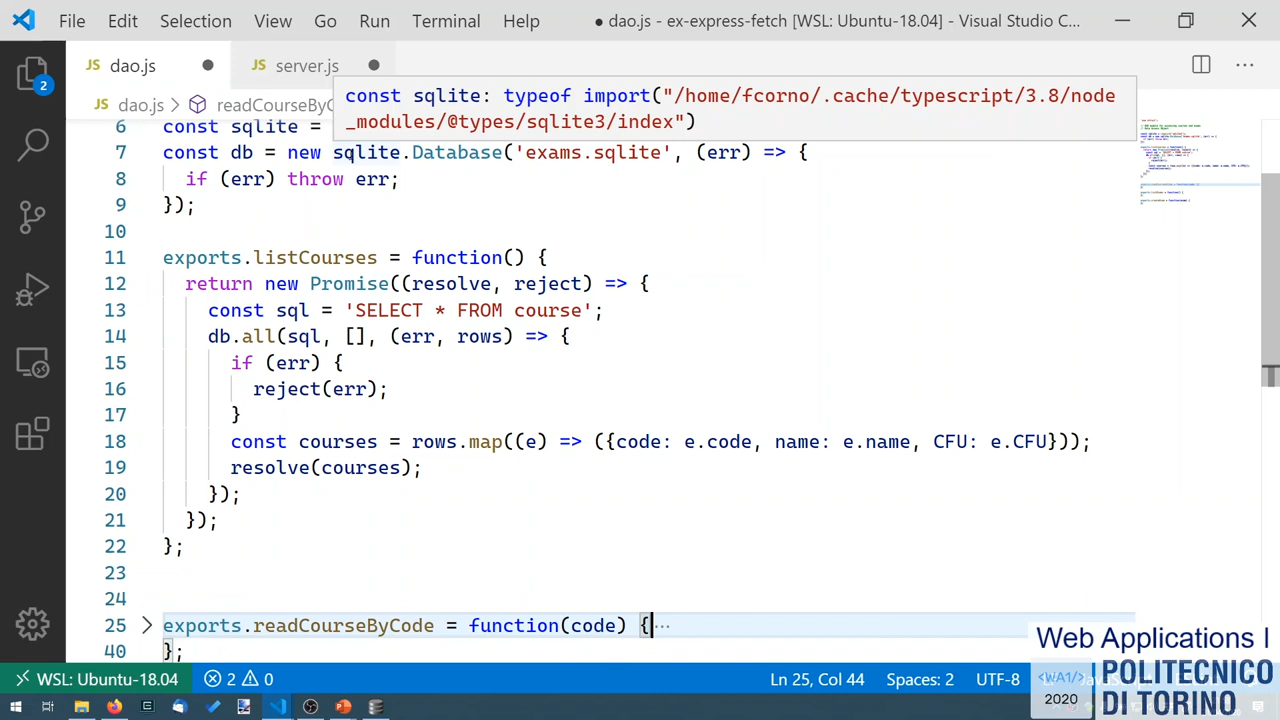 File Edit Selection View Go Run Terminal Help ● dao.js - ex-express-fetch [WSL: Ubuntu-18.04] - Visual Studio C...
JS dao.js ● JS server.js ●
2
JS dao.js > readCourseByC
const sqlite: typeof import("/home/fcorno/.cache/typescript/3.8/node
_modules/@types/sqlite3/index")
6 const sqlite =
7 const db = new sqlite.Database('exams.sqlite', (err) => {
8 if (err) throw err;
9 });
10
11 exports.listCourses = function() {
12 return new Promise((resolve, reject) => {
13 const sql = 'SELECT * FROM course';
14 db.all(sql, [], (err, rows) => {
15 if (err) {
16 reject(err);
17 }
18 const courses = rows.map((e) => ({code: e.code, name: e.name, CFU: e.CFU}));
19 resolve(courses);
20 });
21 });
22 };
23
24
25 exports.readCourseByCode = function(code) {···
40 };
Web Applications I
WSL: Ubuntu-18.04 2 0 Ln 25, Col 44 Spaces: 2 UTF-8
<WA1/>
2020
POLITECNICO
DI TORINO